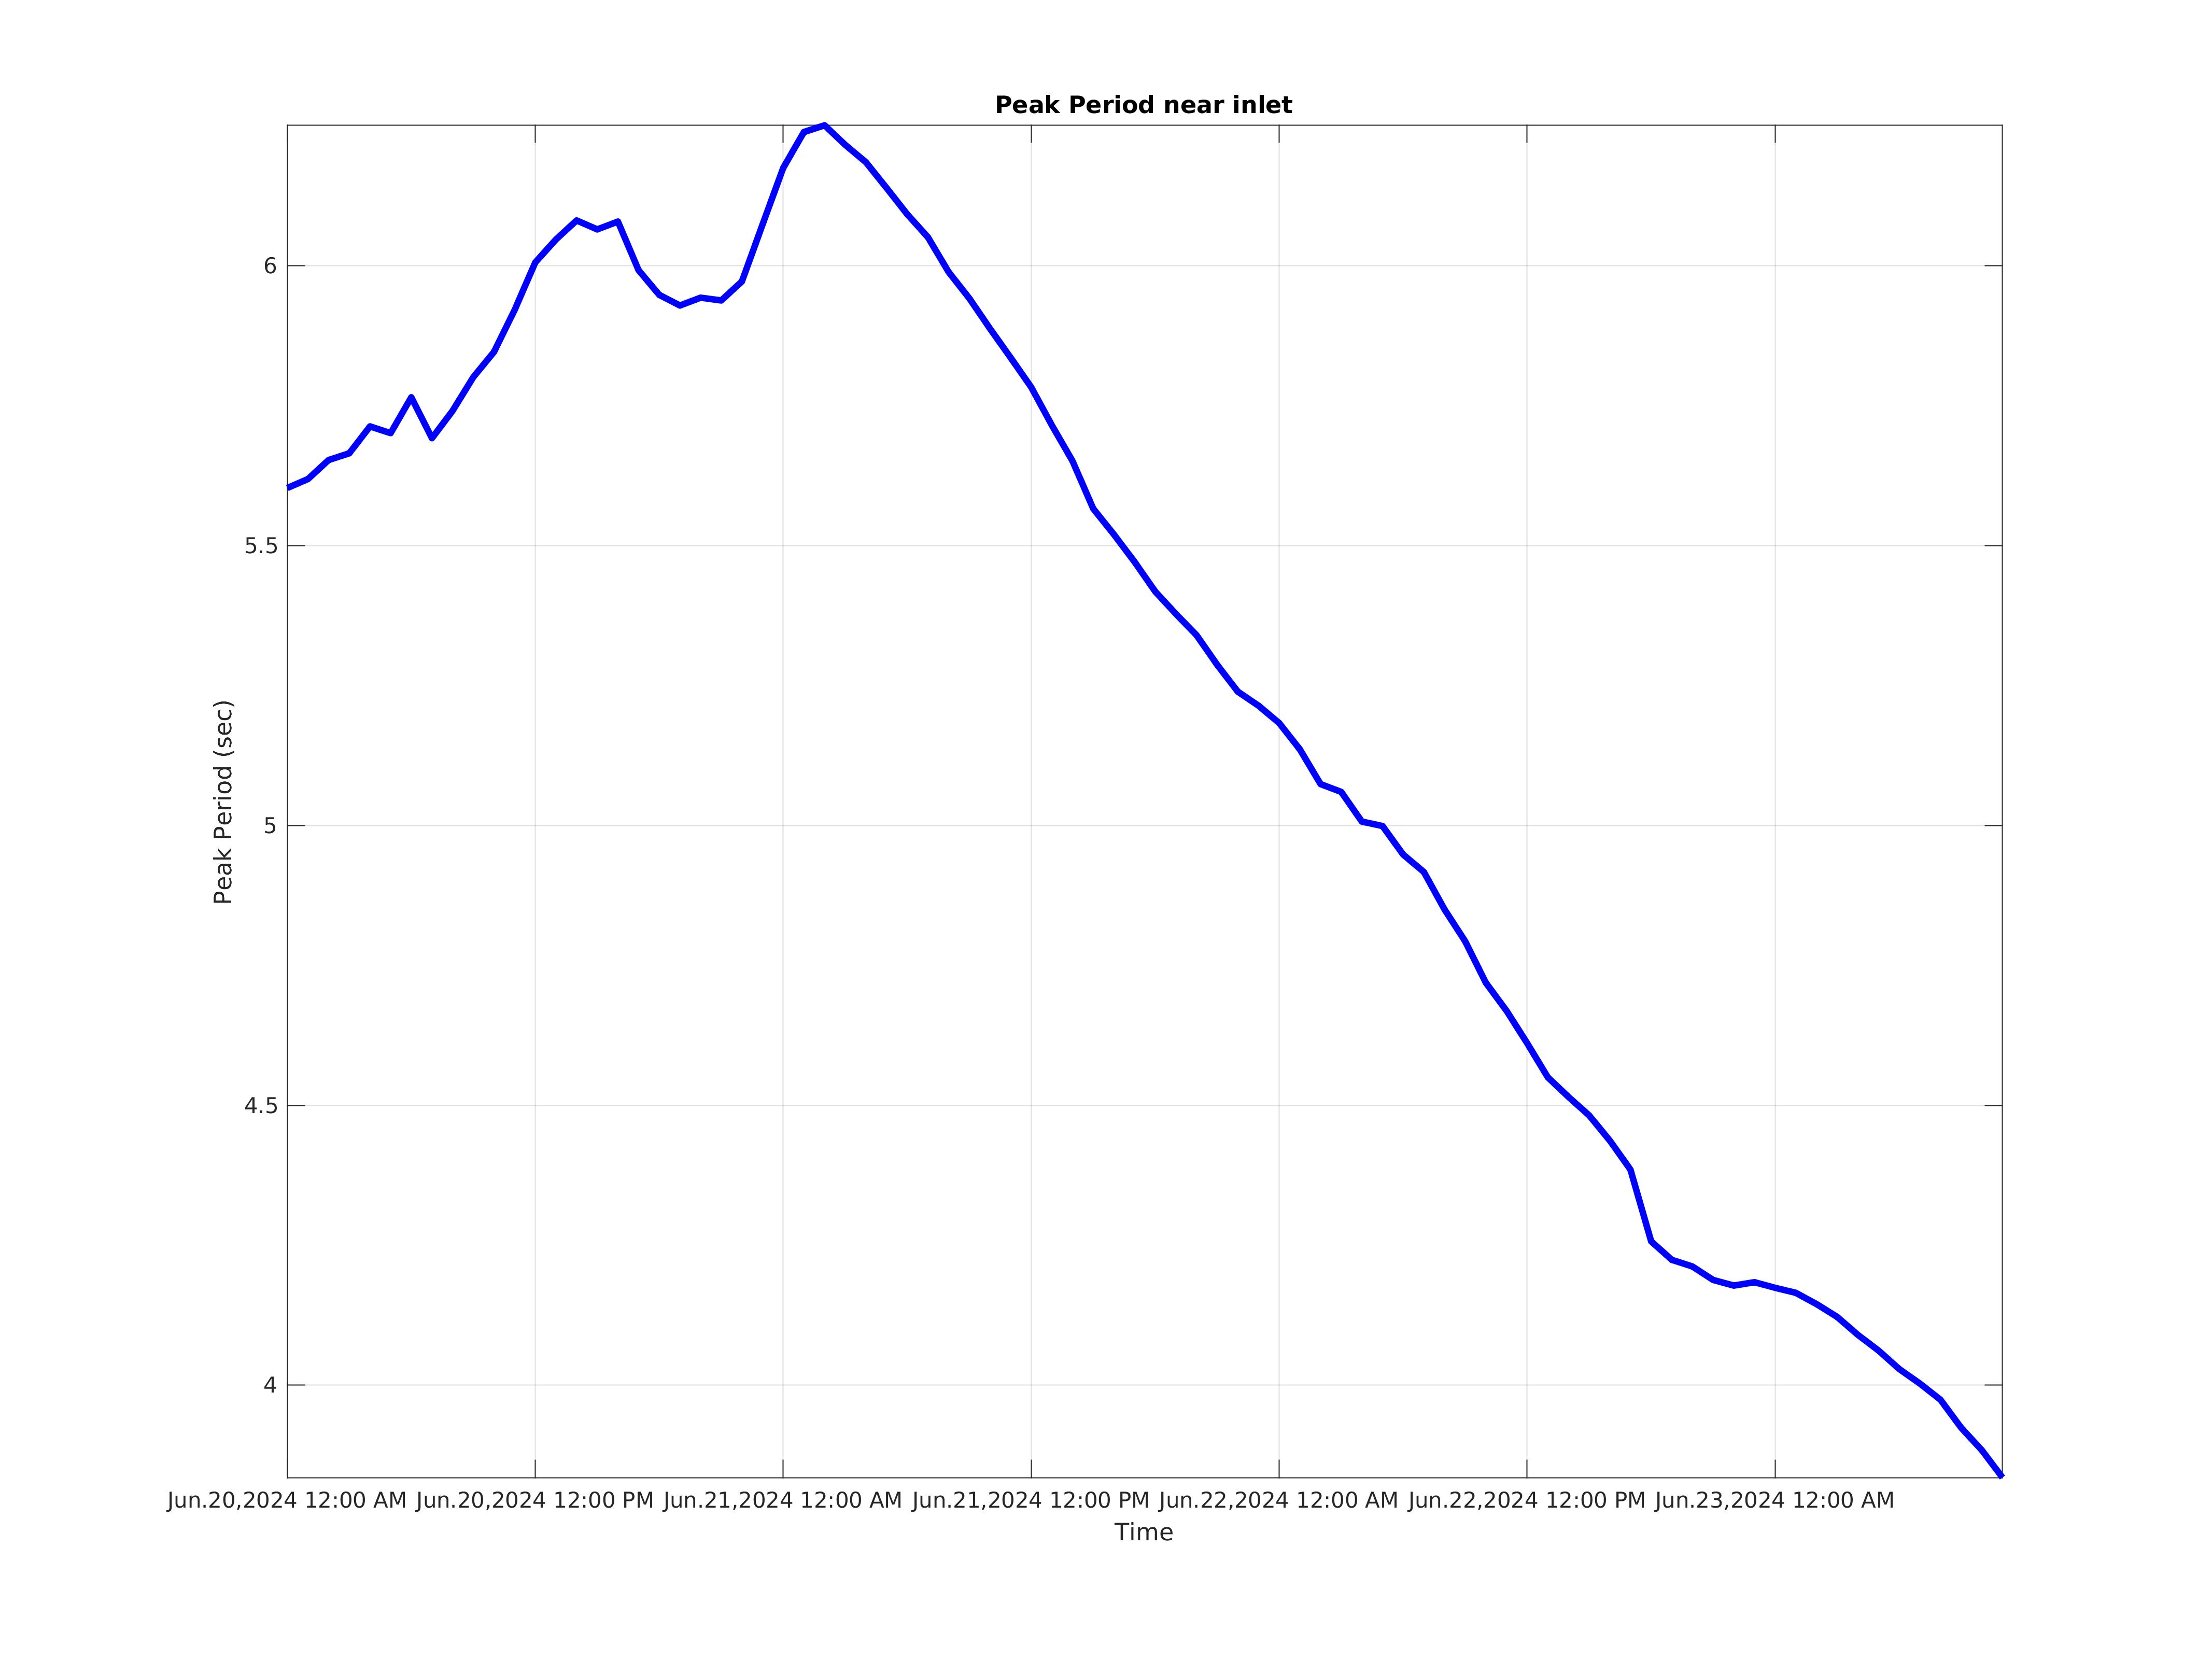 Peak Period near inlet
6
5.5
5
4.5
4
Peak Period (sec)
Jun.20,2024 12:00 AM Jun.20,2024 12:00 PM Jun.21,2024 12:00 AM Jun.21,2024 12:00 PM Jun.22,2024 12:00 AM Jun.22,2024 12:00 PM Jun.23,2024 12:00 AM
Time